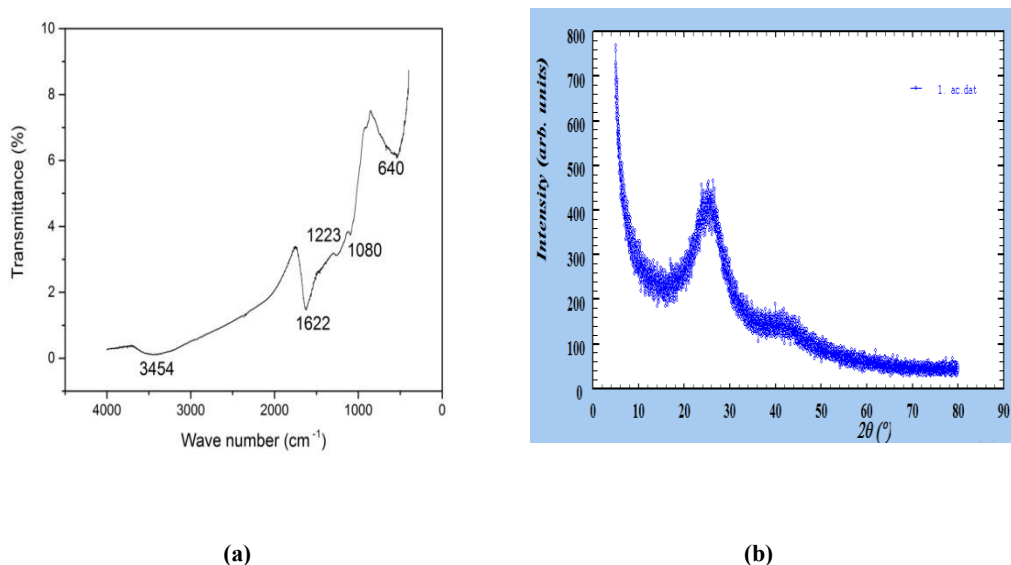 10
8
6
4
2
0
Transmittance (%)
3454
1622
1223
1080
640
4000 3000 2000 1000 0
Wave number (cm⁻¹)
(a)
800
700
600
500
400
300
200
100
0
Intensity (arb. units)
1. ac.dat
0 10 20 30 40 50 60 70 80 90
2θ (°)
(b)